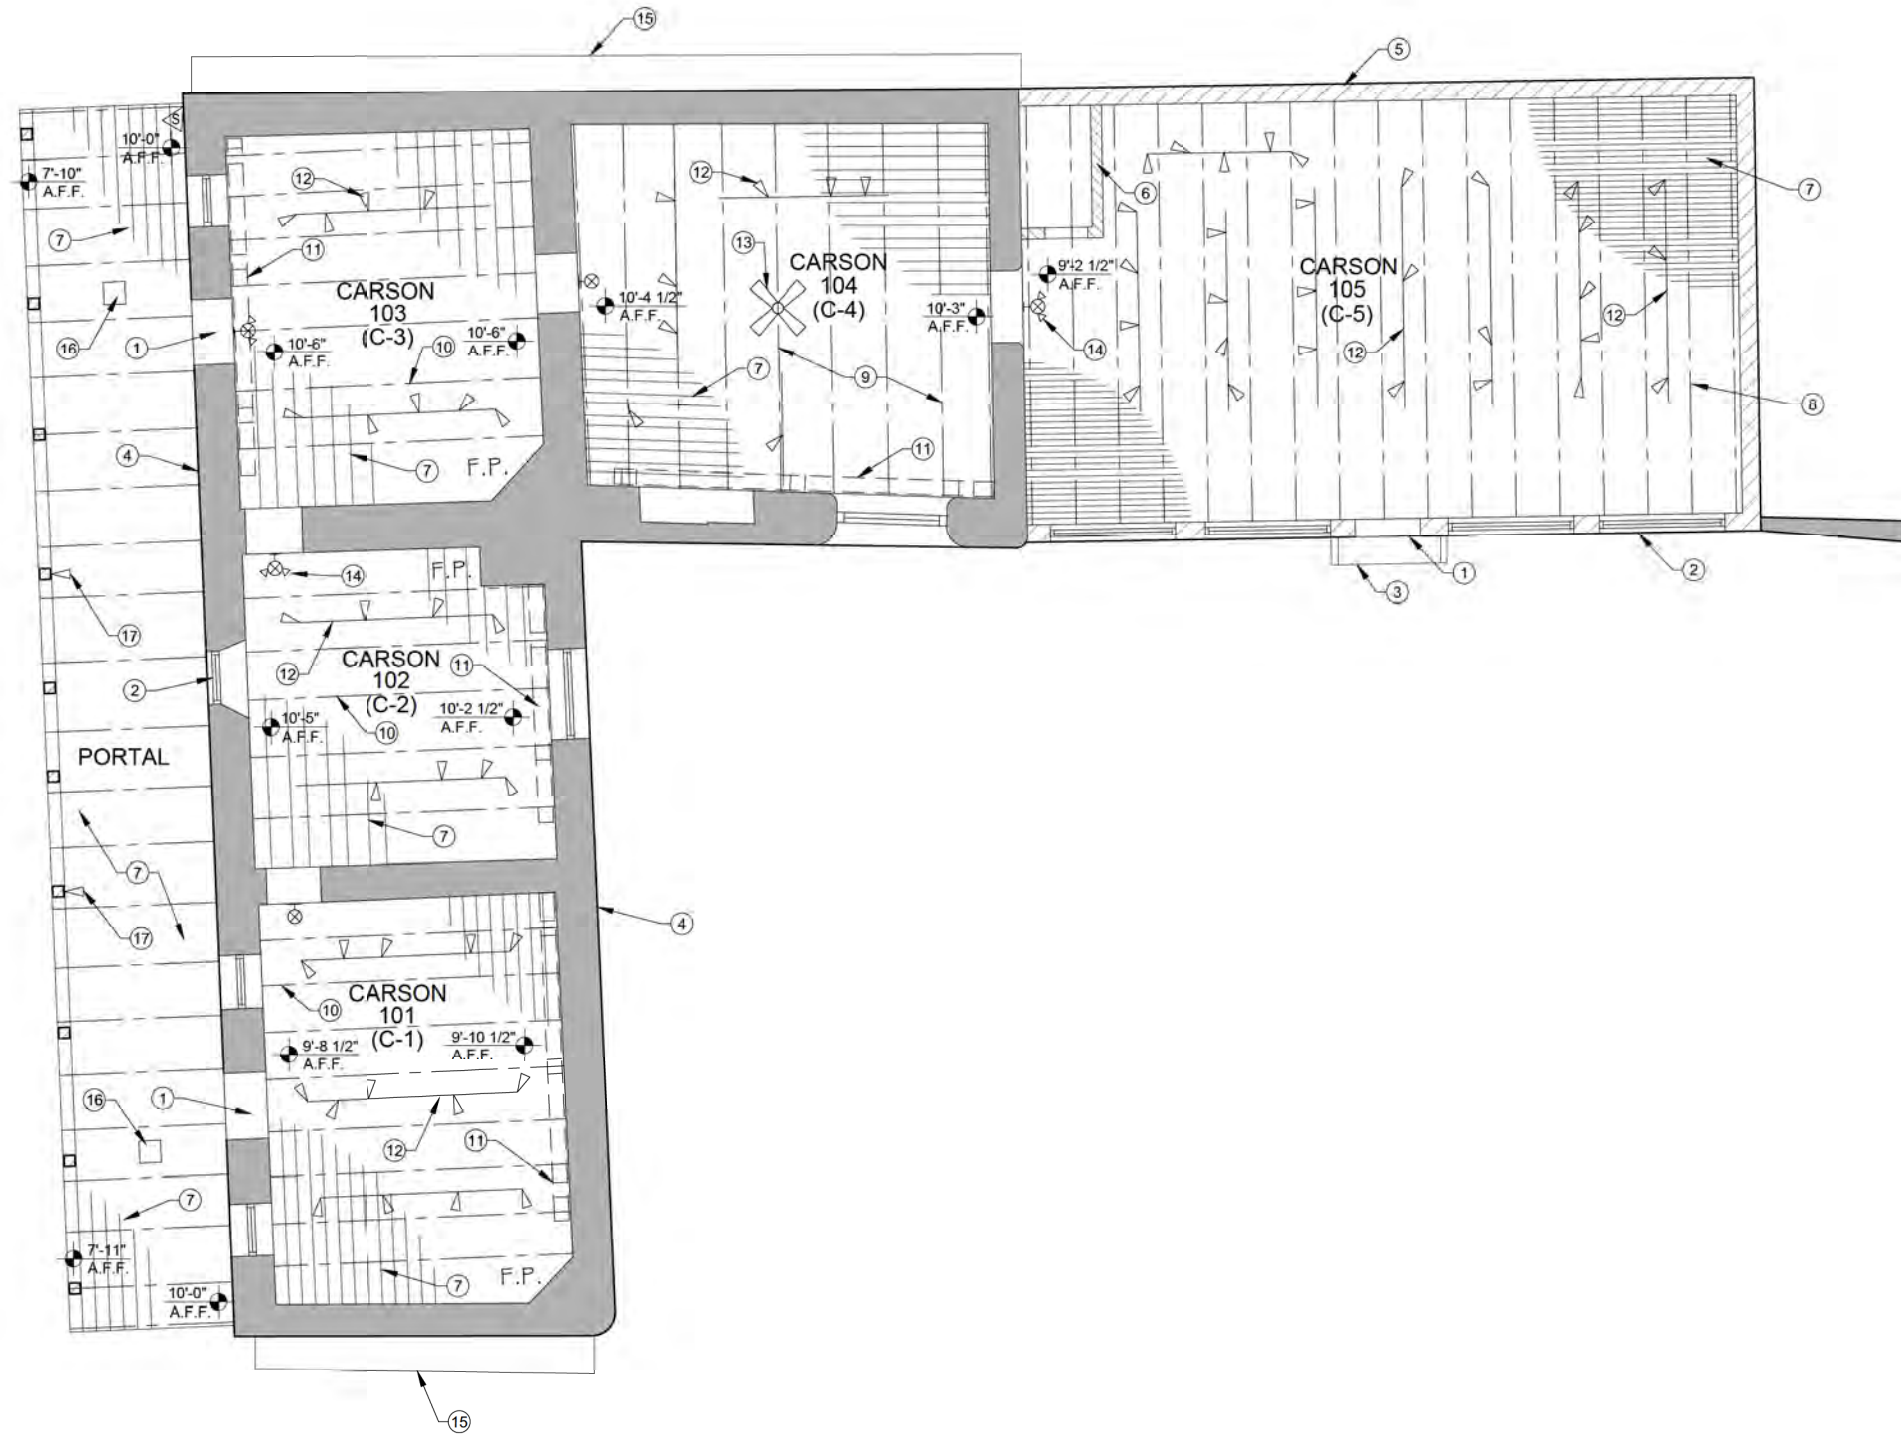 15
5
S
10'-0"
A.F.F.
7'-10"
A.F.F.
12
12
6
7
7
11
13
CARSON
103
(C-3)
CARSON
104
(C-4)
9'-2 1/2"
A.F.F.
CARSON
105
(C-5)
16
1
10'-6"
A.F.F.
10'-6"
A.F.F.
10
10'-4 1/2"
A.F.F.
10'-3"
A.F.F.
14
12
12
7
9
8
4
7
F.P.
11
14
F.P.
3
1
2
17
12
CARSON
102
(C-2)
11
2
10'-5"
A.F.F.
10'-2 1/2"
A.F.F.
10
PORTAL
7
7
17
4
10
CARSON
101
(C-1)
9'-8 1/2"
A.F.F.
9'-10 1/2"
A.F.F.
16
1
12
11
7
7'-11"
A.F.F.
10'-0"
A.F.F.
7
F.P.
15